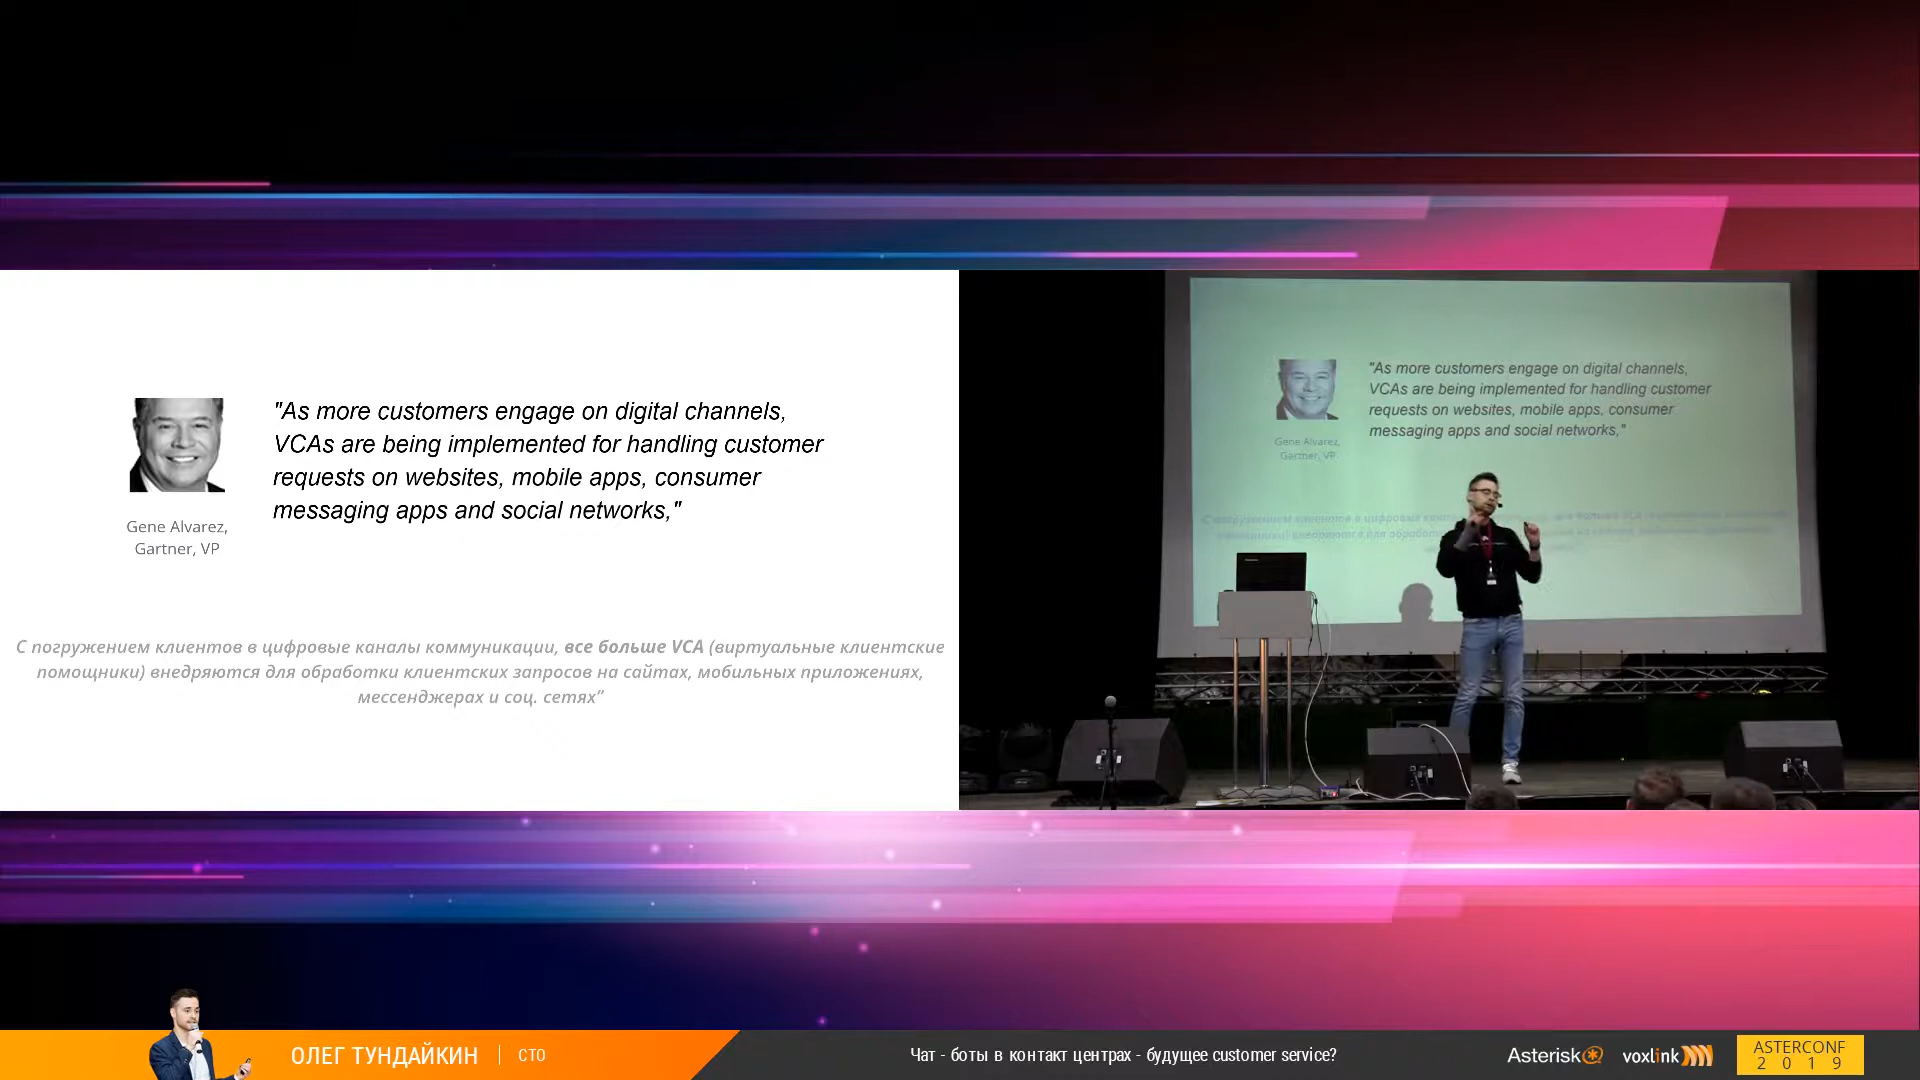 "As more customers engage on digital channels,
VCAs are being implemented for handling customer
requests on websites, mobile apps, consumer
messaging apps and social networks,"
Gene Alvarez,
Gartner, VP
С погружением клиентов в цифровые каналы коммуникации, все больше VCA (виртуальные клиентские
помощники) внедряются для обработки клиентских запросов на сайтах, мобильных приложениях,
мессенджерах и соц. сетях”
"As more customers engage on digital channels,
VCAs are being implemented for handling customer
requests on websites, mobile apps, consumer
messaging apps and social networks,"
Gene Alvarez,
Gartner, VP
ОЛЕГ ТУНДАЙКИН | CTO
Чат - боты в контакт центрах - будущее customer service?
Asterisk
voxlink
ASTERCONF
2019